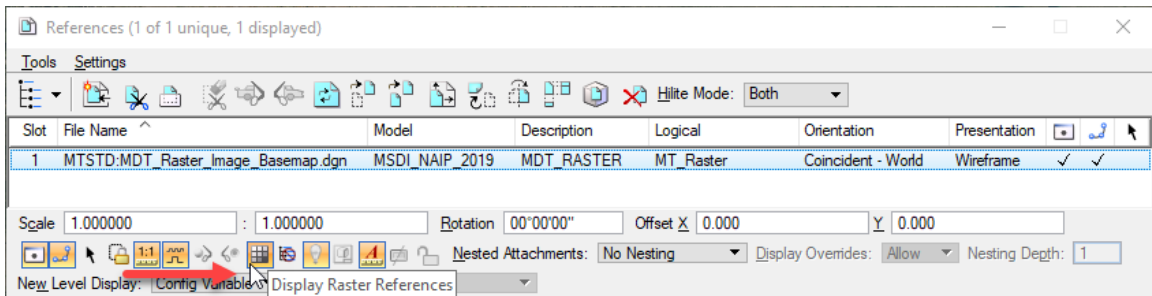 References (1 of 1 unique, 1 displayed)
Tools Settings
Hilite Mode: Both
Slot File Name Model Description Logical Orientation Presentation
1 MTSTD:MDT_Raster_Image_Basemap.dgn MSDI_NAIP_2019 MDT_RASTER MT_Raster Coincident - World Wireframe
Scale 1.000000 : 1.000000 Rotation 00°00'00" Offset X 0.000 Y 0.000
1:1 A Nested Attachments: No Nesting Display Overrides: Allow Nesting Depth: 1
New Level Display: Config Variable Display Raster References